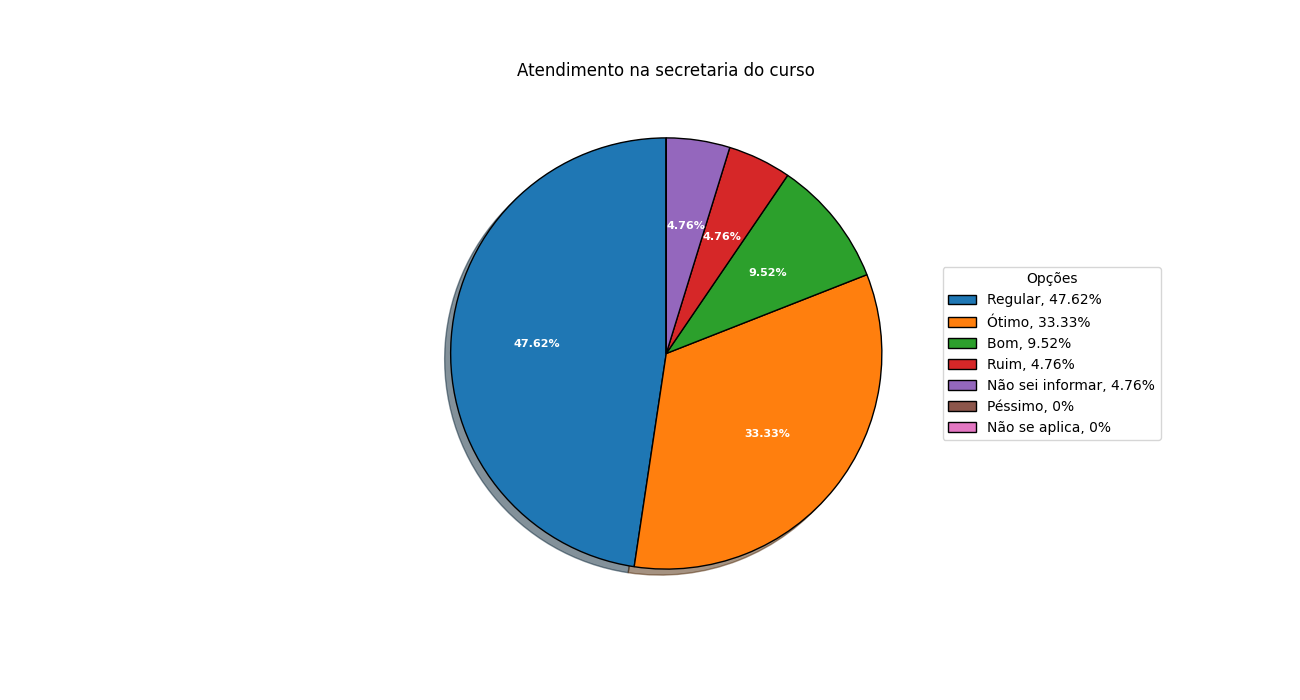 Atendimento na secretaria do curso
4.76%
4.76%
9.52%
47.62%
33.33%
Opções
Regular, 47.62%
Ótimo, 33.33%
Bom, 9.52%
Ruim, 4.76%
Não sei informar, 4.76%
Péssimo, 0%
Não se aplica, 0%